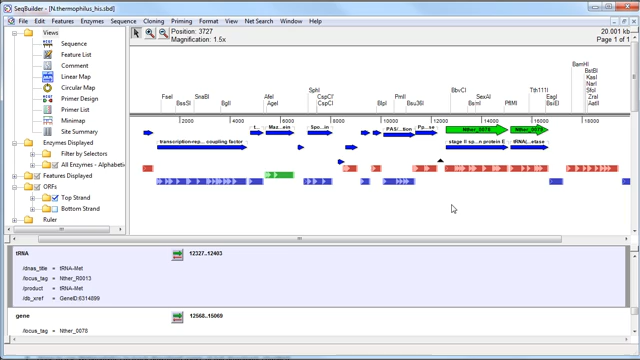 SeqBuilder - [N.thermophilus_his.sbd]
File Edit Features Enzymes Sequence Cloning Priming Format View Net Search Window Help
Views
Sequence
Feature List
Comment
Linear Map
Circular Map
Primer Design
Primer List
Minimap
Site Summary
Enzymes Displayed
Filter by Selectors
All Enzymes - Alphabetic
Features Displayed
ORFs
Top Strand
Bottom Strand
Ruler
Position: 3727
Magnification: 1.5x
20.001 kb
Page 1 of 1
BamHI
BstBI
KasI
NarI
SfoI
ZraI
AatII
SphI
BbvCI
Tth111I
FseI
SnaBI
AfeI
CspCI
PmlI
SexAI
EagI
BssSI
BglI
AgeI
CspCI
BlpI
Bsu36I
BsmI
PflMI
BsiEI
2000
4000
6000
8000
10000
12000
14000
16000
t...
Maz...ein
Spo...in
PAS/...tion
Pp...se
Nther_0078
Nther_0079
transcription-rep... coupling factor
stage II sp...n protein E
tRNA(...etase
tRNA
12327..12403
/dnas_title = tRNA-Met
/locus_tag = Nther_R0013
/product = tRNA-Met
/db_xref = GeneID:6314899
gene
12568..15069
/locus_tag = Nther_0078